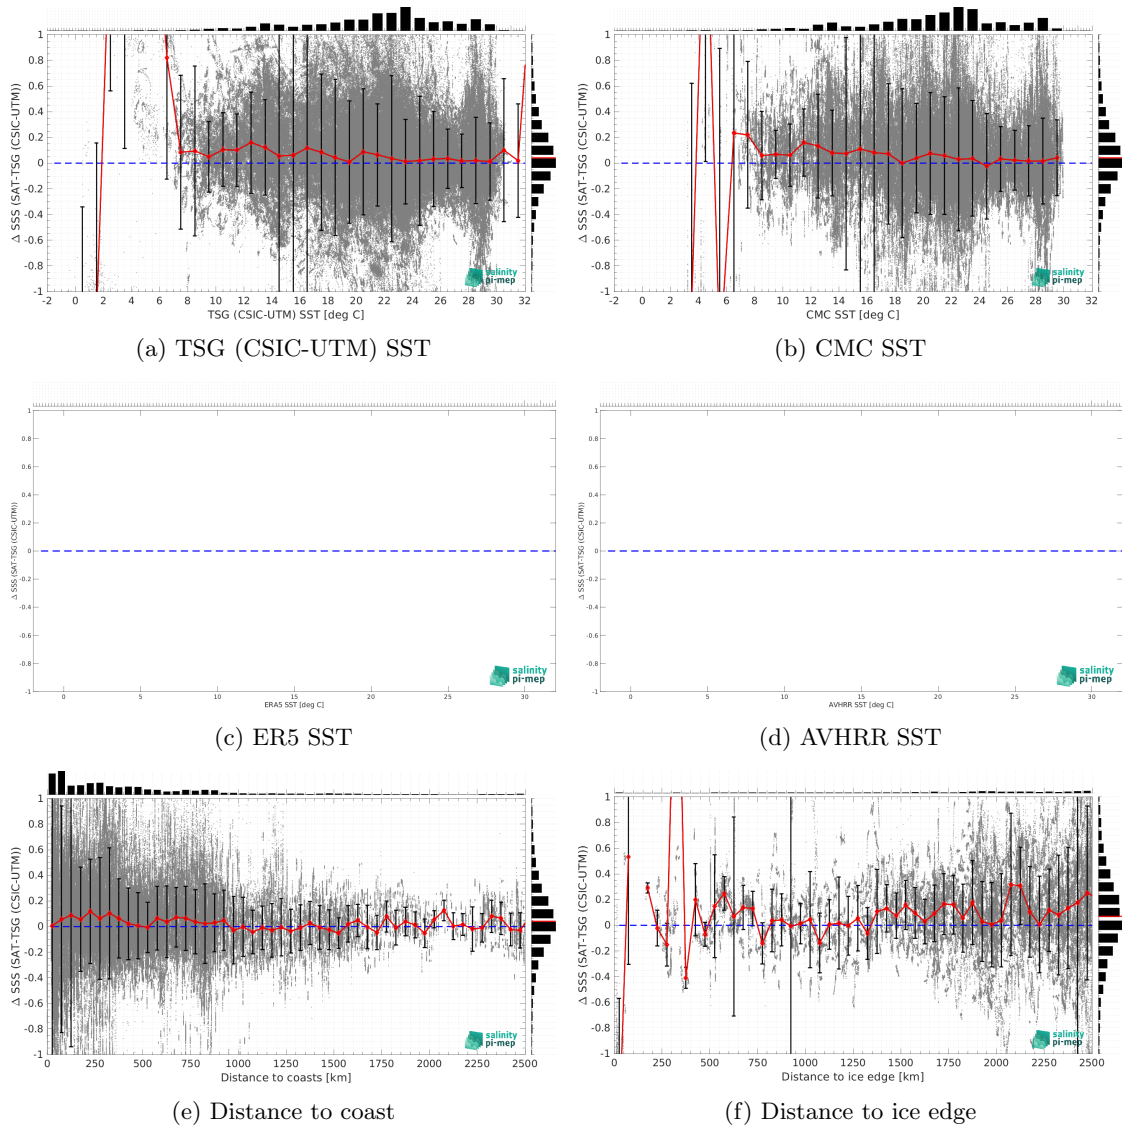 1
0.8
0.6
0.4
0.2
0
-0.2
-0.4
-0.6
-0.8
-1
Δ SSS (SAT-TSG (CSIC-UTM))
-2 0 2 4 6 8 10 12 14 16 18 20 22 24 26 28 30 32
TSG (CSIC-UTM) SST [deg C]
salinity
pi-mep
(a) TSG (CSIC-UTM) SST
1
0.8
0.6
0.4
0.2
0
-0.2
-0.4
-0.6
-0.8
-1
Δ SSS (SAT-TSG (CSIC-UTM))
-2 0 2 4 6 8 10 12 14 16 18 20 22 24 26 28 30 32
CMC SST [deg C]
salinity
pi-mep
(b) CMC SST
1
0.8
0.6
0.4
0.2
0
-0.2
-0.4
-0.6
-0.8
-1
Δ SSS (SAT-TSG (CSIC-UTM))
0 5 10 15 20 25 30
ERA5 SST [deg C]
salinity
pi-mep
(c) ER5 SST
1
0.8
0.6
0.4
0.2
0
-0.2
-0.4
-0.6
-0.8
-1
Δ SSS (SAT-TSG (CSIC-UTM))
0 5 10 15 20 25 30
AVHRR SST [deg C]
salinity
pi-mep
(d) AVHRR SST
1
0.8
0.6
0.4
0.2
0
-0.2
-0.4
-0.6
-0.8
-1
Δ SSS (SAT-TSG (CSIC-UTM))
0 250 500 750 1000 1250 1500 1750 2000 2250 2500
Distance to coasts [km]
salinity
pi-mep
(e) Distance to coast
1
0.8
0.6
0.4
0.2
0
-0.2
-0.4
-0.6
-0.8
-1
Δ SSS (SAT-TSG (CSIC-UTM))
0 250 500 750 1000 1250 1500 1750 2000 2250 2500
Distance to ice edge [km]
salinity
pi-mep
(f) Distance to ice edge